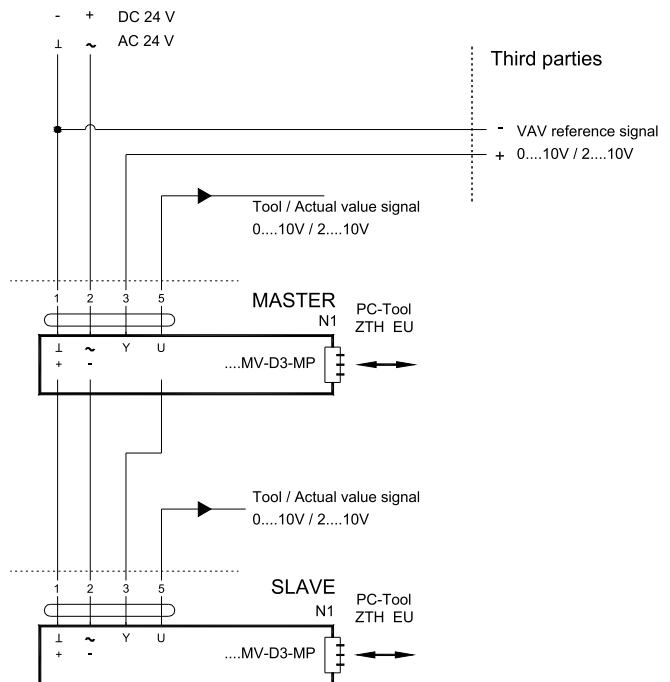 - + DC 24 V
⊥ ~ AC 24 V
Third parties
- VAV reference signal
+ 0....10V / 2....10V
Tool / Actual value signal
0....10V / 2....10V
1 2 3 5
MASTER
N1
PC-Tool
ZTH EU
⊥ ~ Y U
+ -
....MV-D3-MP
Tool / Actual value signal
0....10V / 2....10V
1 2 3 5
SLAVE
N1
PC-Tool
ZTH EU
⊥ ~ Y U
+ -
....MV-D3-MP